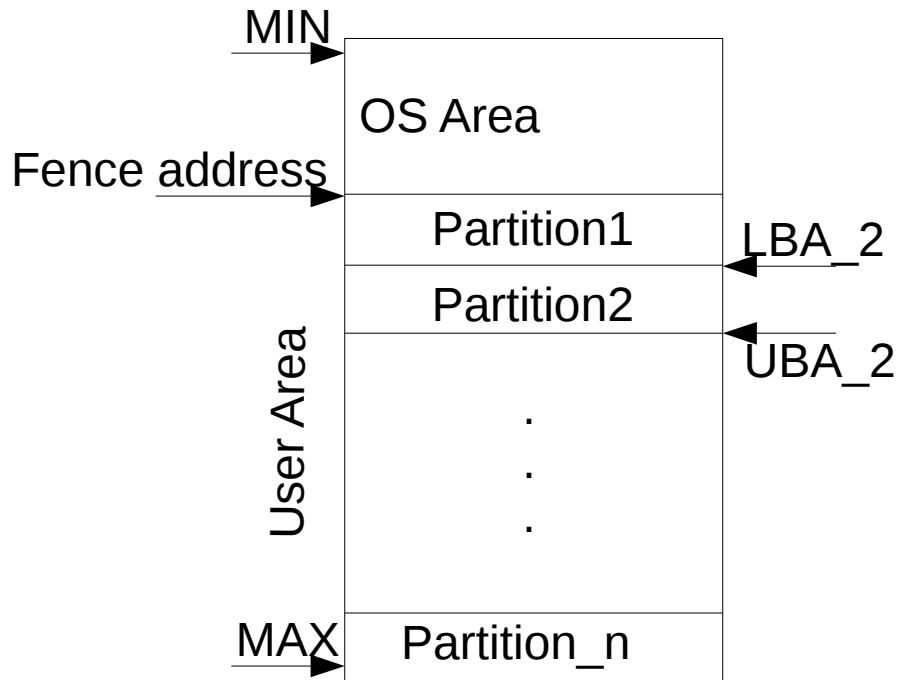 MIN
OS Area
Fence address
Partition1
LBA_2
Partition2
UBA_2
User Area
.
.
.
MAX
Partition_n